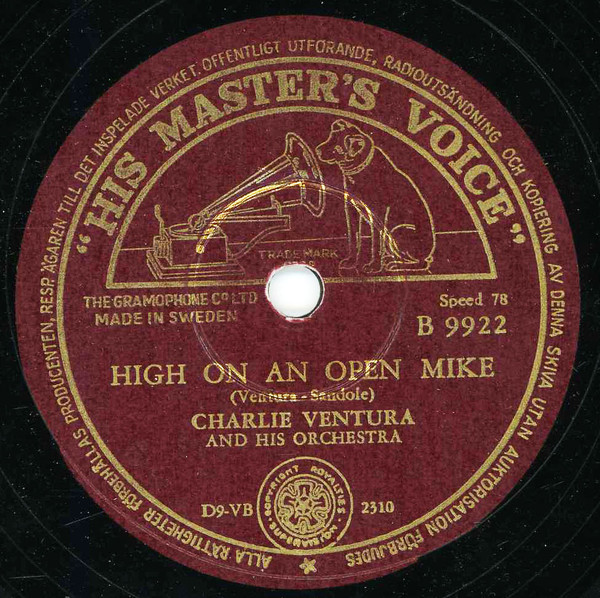 ALLA RÄTTIGHETER FÖRBEHÅLLAS PRODUCENTEN, RESP. ÄGAREN TILL DET INSPELADE VERKET. OFFENTLIGT UTFÖRANDE, RADIOUTSÄNDNING OCH KOPIERING AV DENNA SKIVA UTAN AUKTORISATION FÖRBJUDES
"HIS MASTER'S VOICE"
TRADE MARK
THE GRAMOPHONE CO LTD
MADE IN SWEDEN
Speed 78
B 9922
HIGH ON AN OPEN MIKE
(Ventura - Sandole)
CHARLIE VENTURA
AND HIS ORCHESTRA
D9-VB 2310
COPYRIGHT ROYALTIES